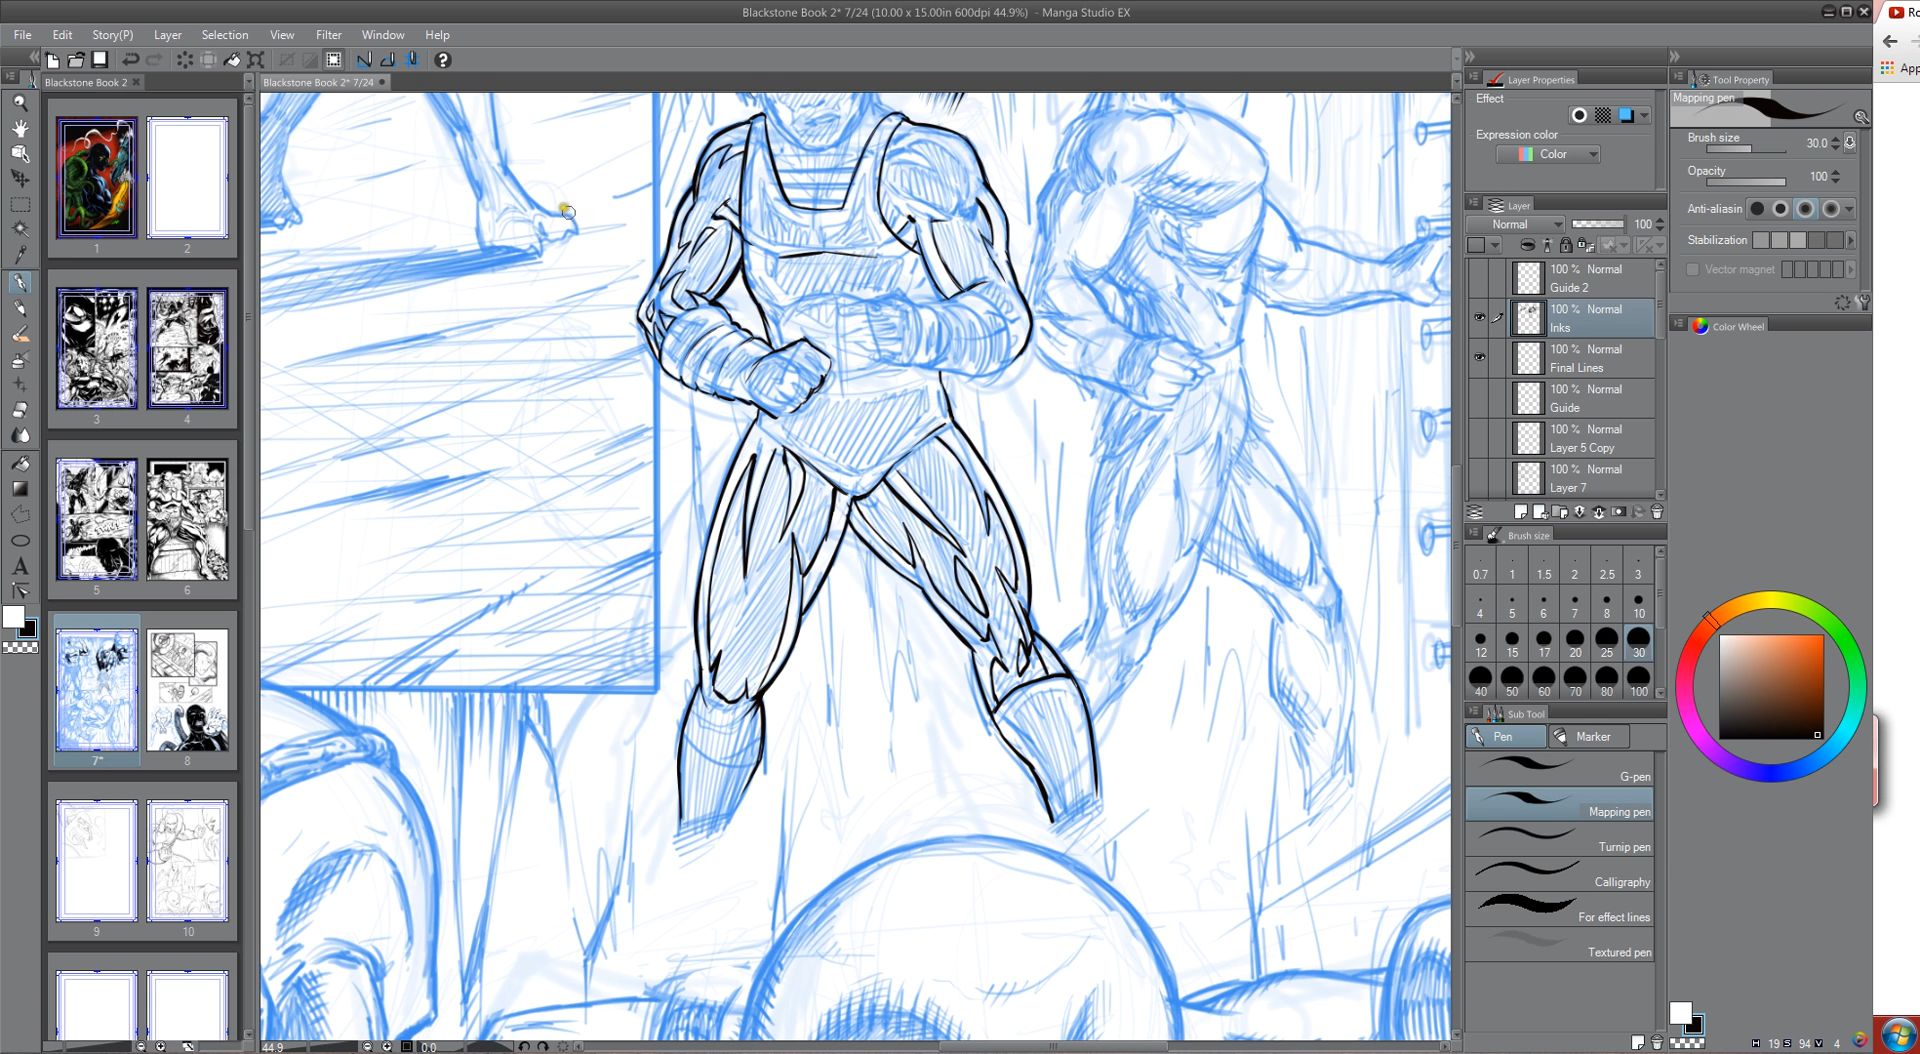 Blackstone Book 2* 7/24 (10.00 x 15.00in 600dpi 44.9%) - Manga Studio EX
File Edit Story(P) Layer Selection View Filter Window Help
Blackstone Book 2
Blackstone Book 2* 7/24
1 2
3 4
5 6
7* 8
9 10
44.9
0.0
Layer Properties
Effect
Expression color
Color
Layer
Normal 100
100 % Normal
Guide 2
100 % Normal
Inks
100 % Normal
Final Lines
100 % Normal
Guide
100 % Normal
Layer 5 Copy
100 % Normal
Layer 7
Brush size
0.7 1 1.5 2 2.5 3
4 5 6 7 8 10
12 15 17 20 25 30
40 50 60 70 80 100
Sub Tool
Pen Marker
G-pen
Mapping pen
Turnip pen
Calligraphy
For effect lines
Textured pen
Tool Property
Mapping pen
Brush size 30.0
Opacity 100
Anti-aliasin
Stabilization
Vector magnet
Color Wheel
H 19 S 94 V 4
Ro
App